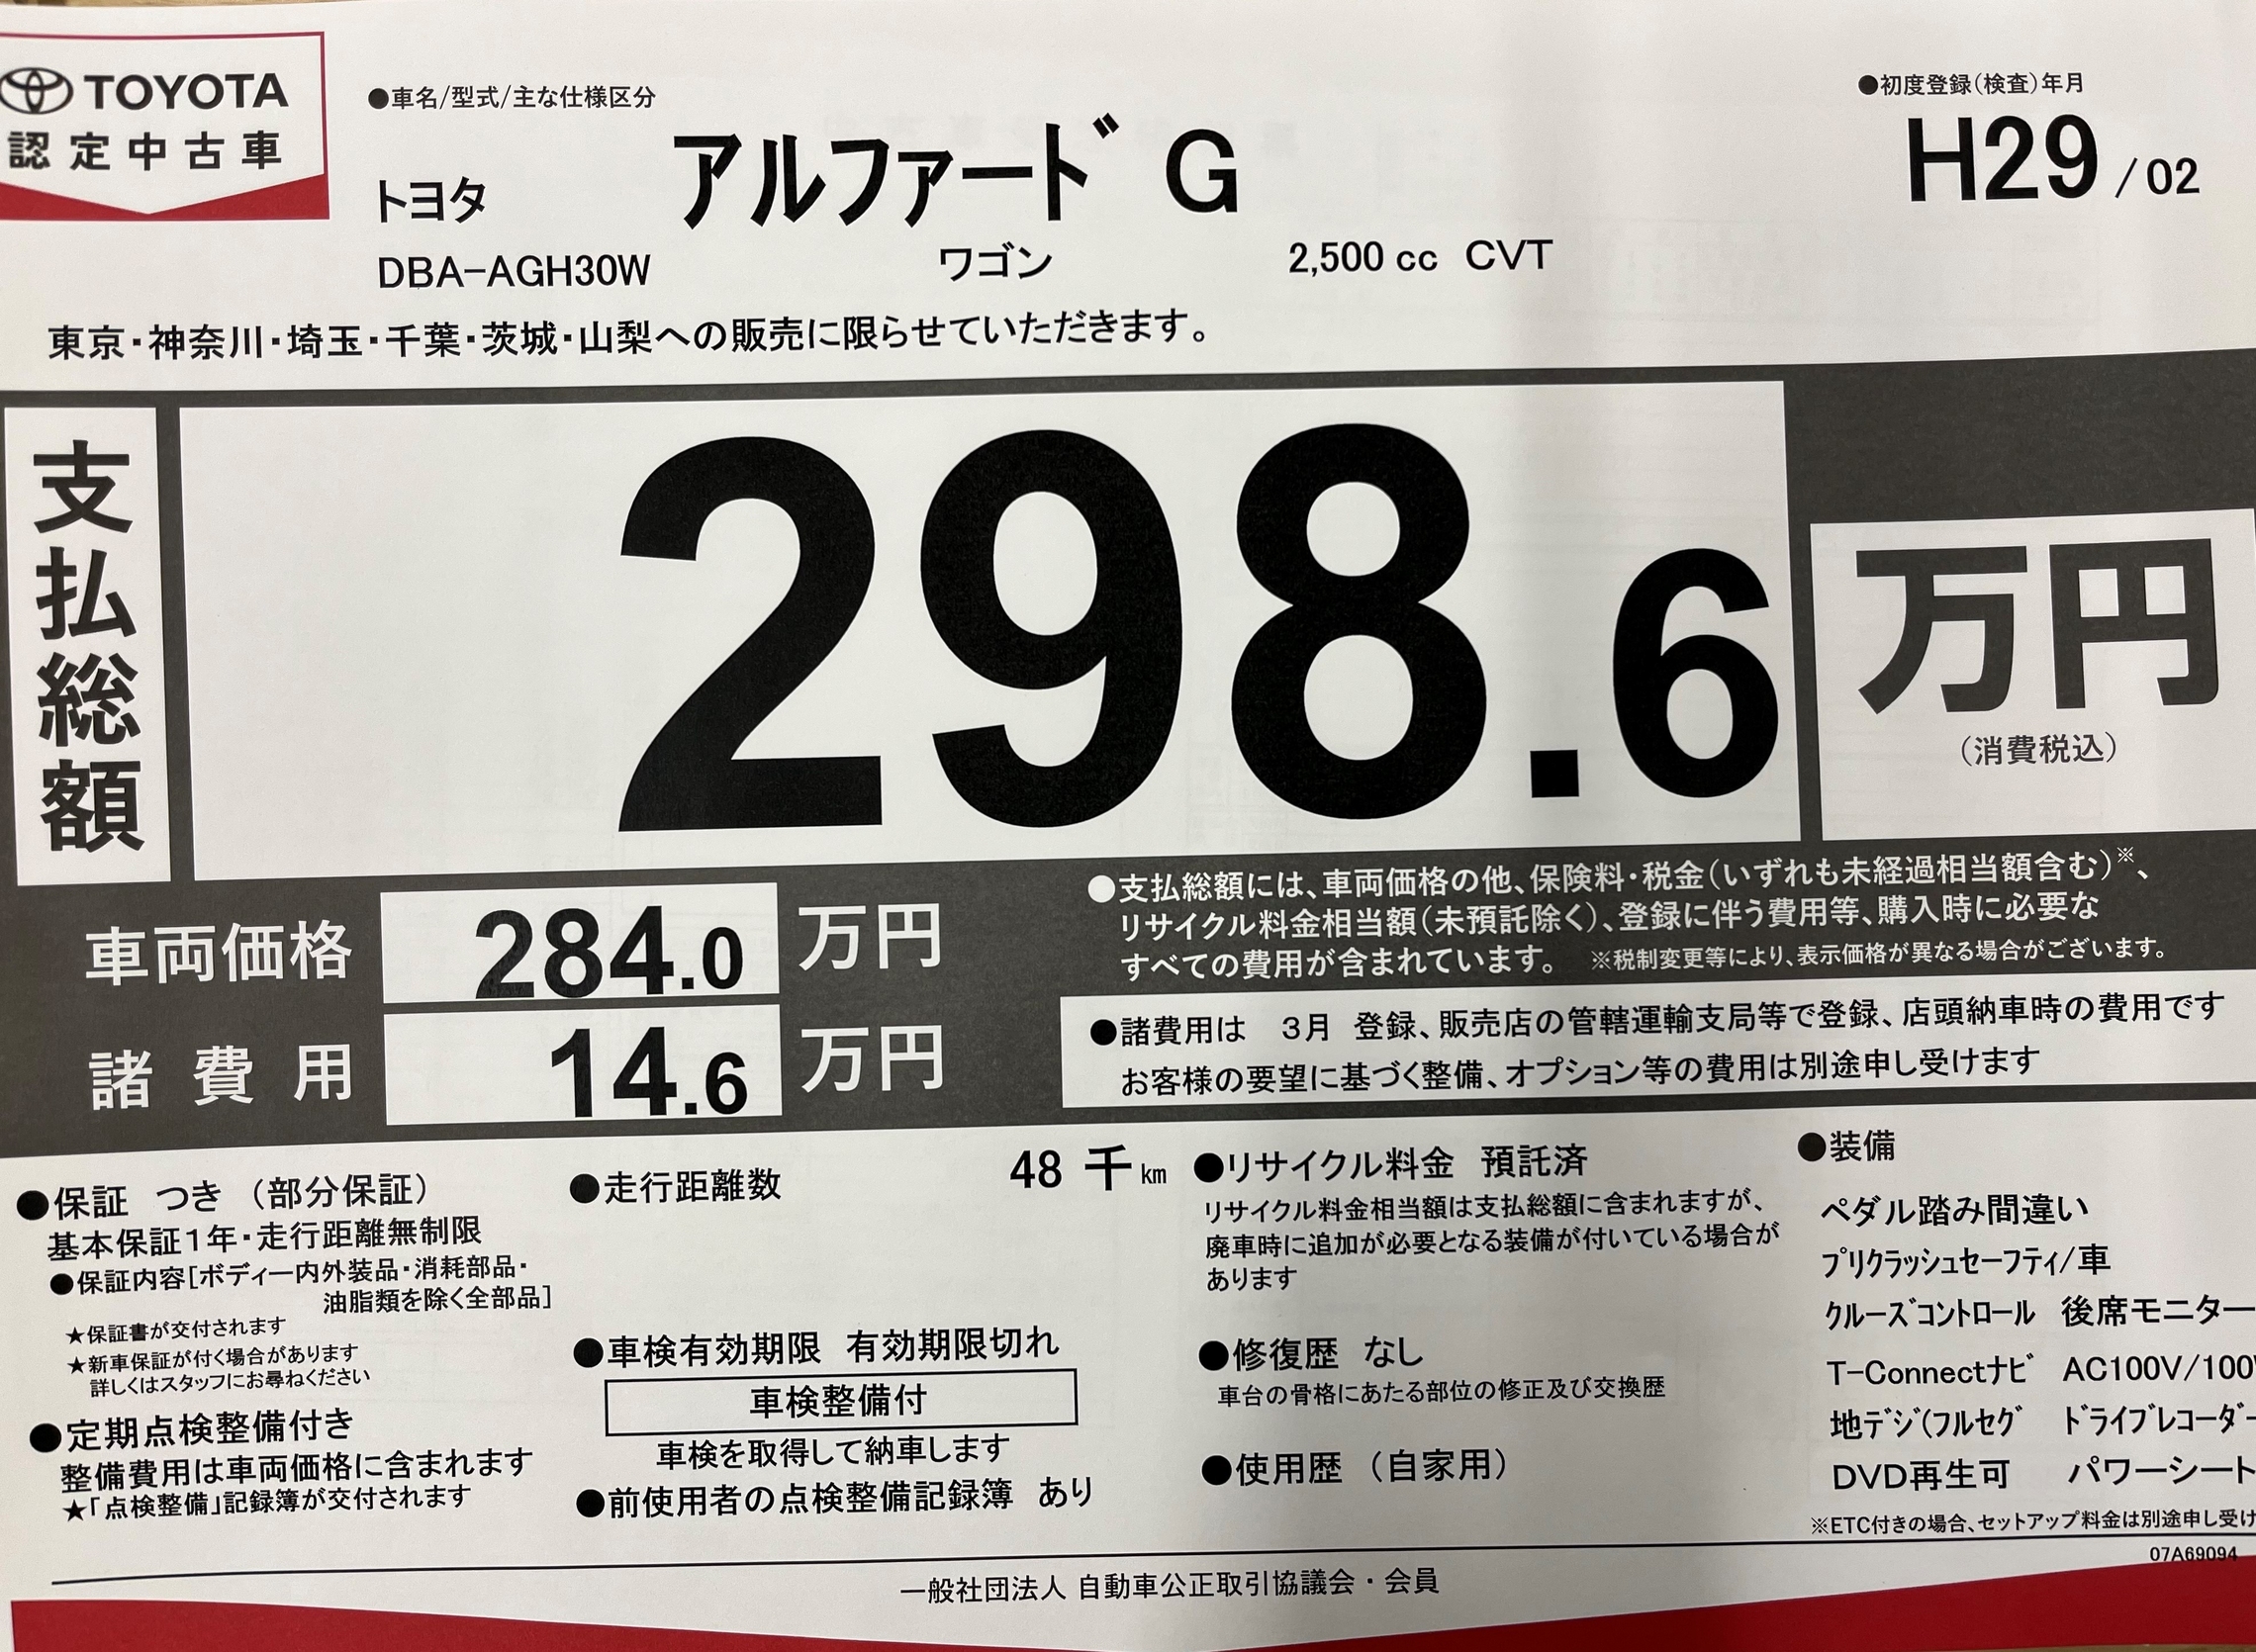 TOYOTA
認定中古車
●車名/型式/主な仕様区分
●初度登録(検査)年月
トヨタ アルファード G
H29/02
DBA-AGH30W ワゴン 2,500 cc CVT
東京・神奈川・埼玉・千葉・茨城・山梨への販売に限らせていただきます。
支払総額
298.6 万円
(消費税込)
車両価格 284.0 万円
諸費用 14.6 万円
●支払総額には、車両価格の他、保険料・税金(いずれも未経過相当額含む)※、
リサイクル料金相当額(未預託除く)、登録に伴う費用等、購入時に必要な
すべての費用が含まれています。 ※税制変更等により、表示価格が異なる場合がございます。
●諸費用は 3月 登録、販売店の管轄運輸支局等で登録、店頭納車時の費用です
お客様の要望に基づく整備、オプション等の費用は別途申し受けます
●保証 つき (部分保証)
基本保証1年・走行距離無制限
●保証内容[ボディー内外装品・消耗部品・
油脂類を除く全部品]
★保証書が交付されます
★新車保証が付く場合があります
詳しくはスタッフにお尋ねください
●定期点検整備付き
整備費用は車両価格に含まれます
★「点検整備」記録簿が交付されます
●走行距離数 48 千km
●車検有効期限 有効期限切れ
車検整備付
車検を取得して納車します
●前使用者の点検整備記録簿 あり
●リサイクル料金 預託済
リサイクル料金相当額は支払総額に含まれますが、
廃車時に追加が必要となる装備が付いている場合が
あります
●修復歴 なし
車台の骨格にあたる部位の修正及び交換歴
●使用歴 (自家用)
●装備
ペダル踏み間違い
プリクラッシュセーフティ/車
クルーズコントロール 後席モニター
T-Connectナビ AC100V/100
地デジ(フルセグ ドライブレコーダー
DVD再生可 パワーシート
※ETC付きの場合、セットアップ料金は別途申し受け
07A69094
一般社団法人 自動車公正取引協議会・会員